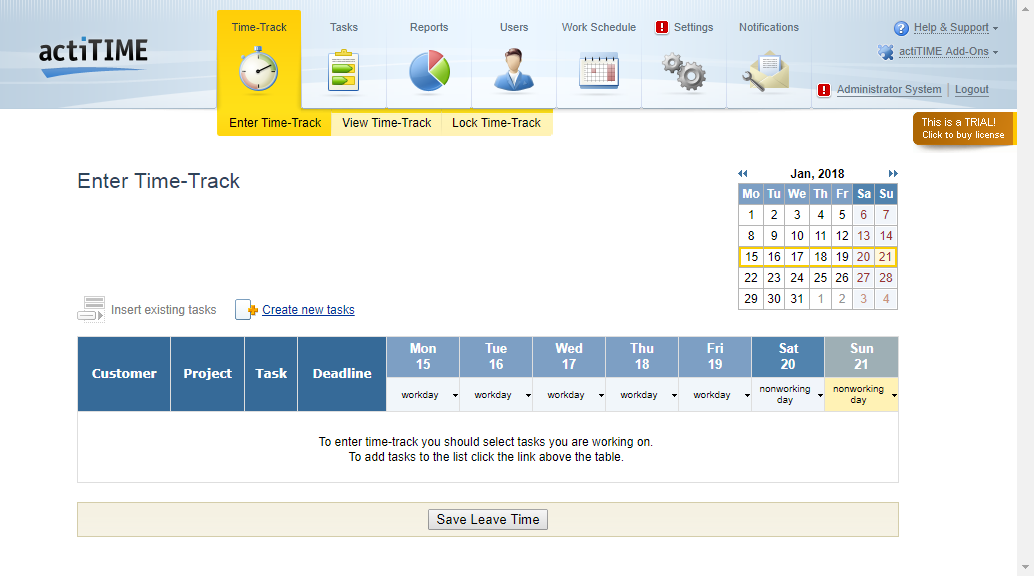 actiTIME
Time-Track
Tasks
Reports
Users
Work Schedule
! Settings
Notifications
Help & Support
actiTIME Add-Ons
! Administrator System
Logout
Enter Time-Track
View Time-Track
Lock Time-Track
This is a TRIAL!
Click to buy license
Enter Time-Track
Jan, 2018
Mo Tu We Th Fr Sa Su
1 2 3 4 5 6 7
8 9 10 11 12 13 14
15 16 17 18 19 20 21
22 23 24 25 26 27 28
29 30 31 1 2 3 4
Insert existing tasks
Create new tasks
Customer
Project
Task
Deadline
Mon
15
Tue
16
Wed
17
Thu
18
Fri
19
Sat
20
Sun
21
workday
workday
workday
workday
workday
nonworking
day
nonworking
day
To enter time-track you should select tasks you are working on.
To add tasks to the list click the link above the table.
Save Leave Time